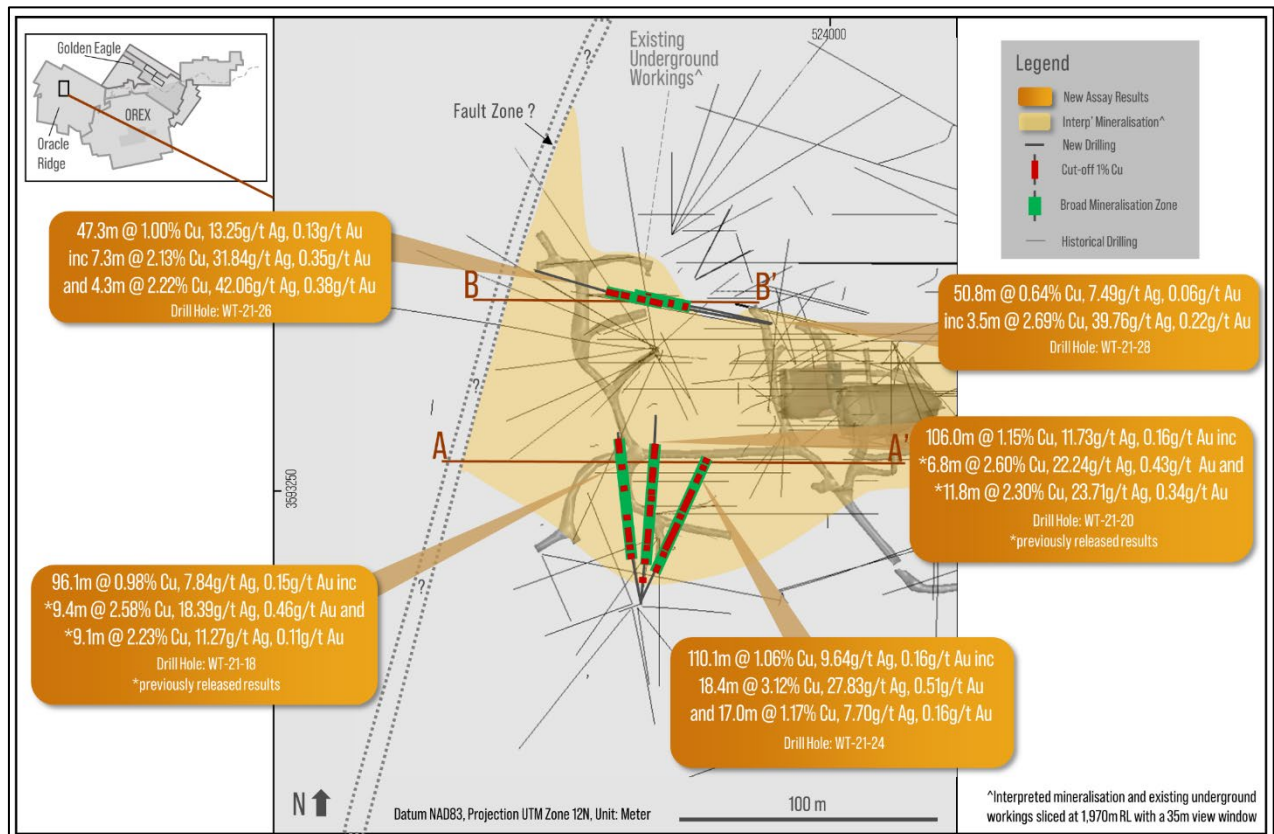 Golden Eagle
OREX
Oracle
Ridge
524000
Existing
Underground
Workings^
?
Fault Zone ?
Legend
New Assay Results
Interp' Mineralisation^
New Drilling
Cut-off 1% Cu
Broad Mineralisation Zone
Historical Drilling
47.3m @ 1.00% Cu, 13.25g/t Ag, 0.13g/t Au
inc 7.3m @ 2.13% Cu, 31.84g/t Ag, 0.35g/t Au
and 4.3m @ 2.22% Cu, 42.06g/t Ag, 0.38g/t Au
Drill Hole: WT-21-26
B
B'
50.8m @ 0.64% Cu, 7.49g/t Ag, 0.06g/t Au
inc 3.5m @ 2.69% Cu, 39.76g/t Ag, 0.22g/t Au
Drill Hole: WT-21-28
?
A
A'
3593250
106.0m @ 1.15% Cu, 11.73g/t Ag, 0.16g/t Au inc
*6.8m @ 2.60% Cu, 22.24g/t Ag, 0.43g/t Au and
*11.8m @ 2.30% Cu, 23.71g/t Ag, 0.34g/t Au
Drill Hole: WT-21-20
*previously released results
?
96.1m @ 0.98% Cu, 7.84g/t Ag, 0.15g/t Au inc
*9.4m @ 2.58% Cu, 18.39g/t Ag, 0.46g/t Au and
*9.1m @ 2.23% Cu, 11.27g/t Ag, 0.11g/t Au
Drill Hole: WT-21-18
*previously released results
110.1m @ 1.06% Cu, 9.64g/t Ag, 0.16g/t Au inc
18.4m @ 3.12% Cu, 27.83g/t Ag, 0.51g/t Au
and 17.0m @ 1.17% Cu, 7.70g/t Ag, 0.16g/t Au
Drill Hole: WT-21-24
?
N
Datum NAD83, Projection UTM Zone 12N, Unit: Meter
100 m
^Interpreted mineralisation and existing underground
workings sliced at 1,970m RL with a 35m view window